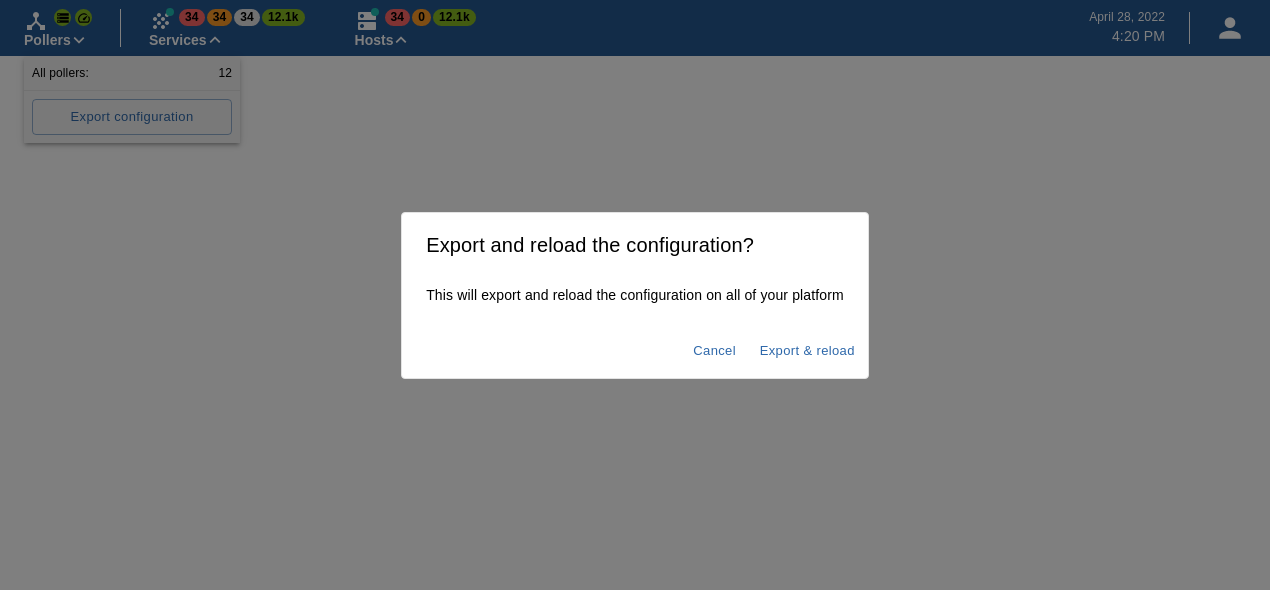 34 34 34 12.1k 34 0 12.1k April 28, 2022
Pollers Services Hosts 4:20 PM
All pollers: 12
Export configuration
Export and reload the configuration?
This will export and reload the configuration on all of your platform
Cancel Export & reload